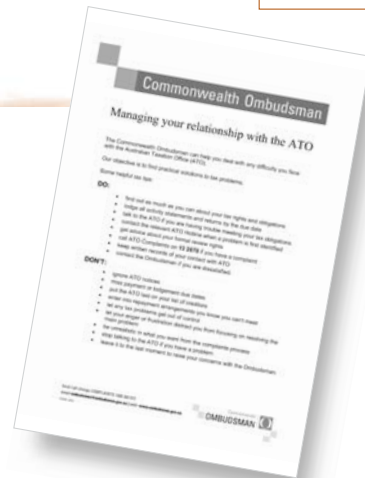 Commonwealth Ombudsman
Managing your relationship with the ATO
The Commonwealth Ombudsman can help you deal with any difficulty you face
with the Australian Taxation Office (ATO).
Our objective is to find practical solutions to tax problems.
Some helpful tax tips:
DO:
• find out as much as you can about your tax rights and obligations
• lodge all activity statements and returns by the due date
• talk to the ATO if you are having trouble meeting your tax obligations
• contact the relevant ATO hotline when a problem is first identified
• get advice about your formal review rights
• call ATO Complaints on 13 2870 if you have a complaint
• keep written records of your contact with ATO
• contact the Ombudsman if you are dissatisfied.
DON'T:
• ignore ATO notices
• miss payment or lodgement due dates
• put the ATO last on your list of creditors
• enter into repayment arrangements you know you can't meet
• let any tax problems get out of control
• let your anger or frustration distract you from focusing on resolving the
main problem
• be unrealistic in what you want from the complaints process
• stop talking to the ATO if you have a problem
• leave it to the last moment to raise your concerns with the Ombudsman.
OMBUDSMAN